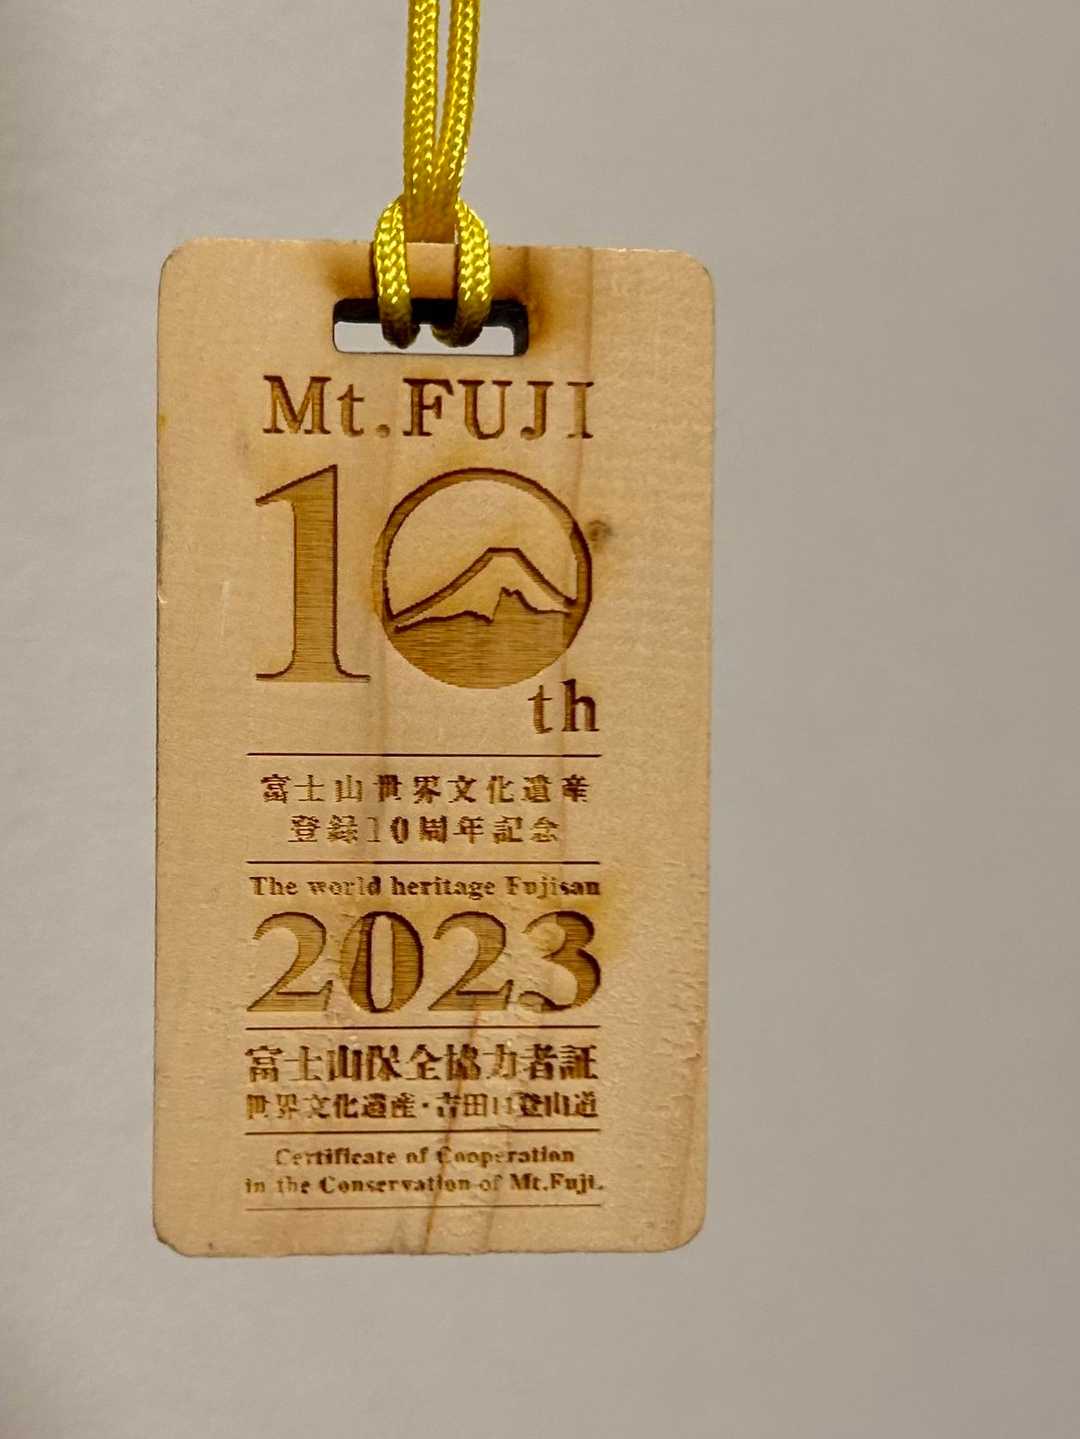 Mt.FUJI
10th
富士山世界文化遺産
登録10周年記念
The world heritage Fujisan
2023
富士山保全協力者証
世界文化遺産・吉田口登山道
Certificate of Cooperation
in the Conservation of Mt.Fuji.